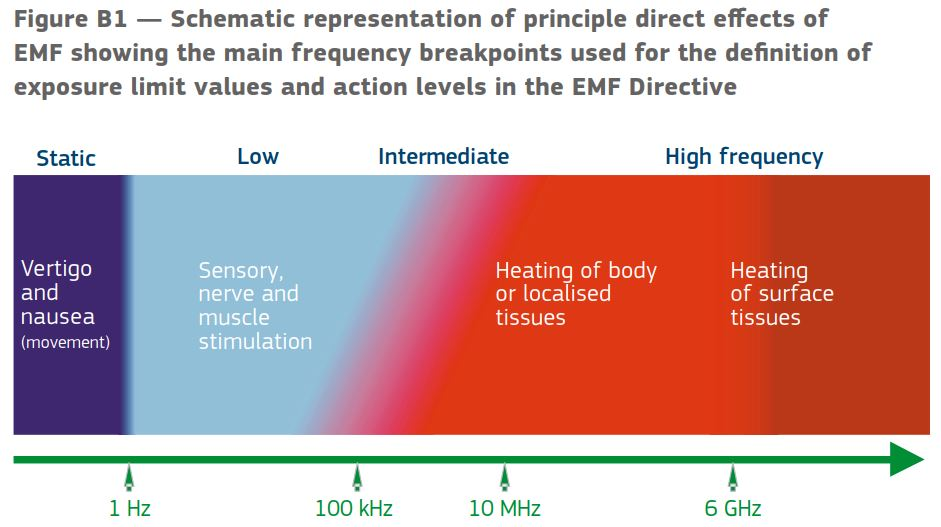 Figure B1 — Schematic representation of principle direct effects of
EMF showing the main frequency breakpoints used for the definition of
exposure limit values and action levels in the EMF Directive
Static
Low
Intermediate
High frequency
Vertigo
and
nausea
(movement)
Sensory,
nerve and
muscle
stimulation
Heating of body
or localised
tissues
Heating
of surface
tissues
1 Hz
100 kHz
10 MHz
6 GHz